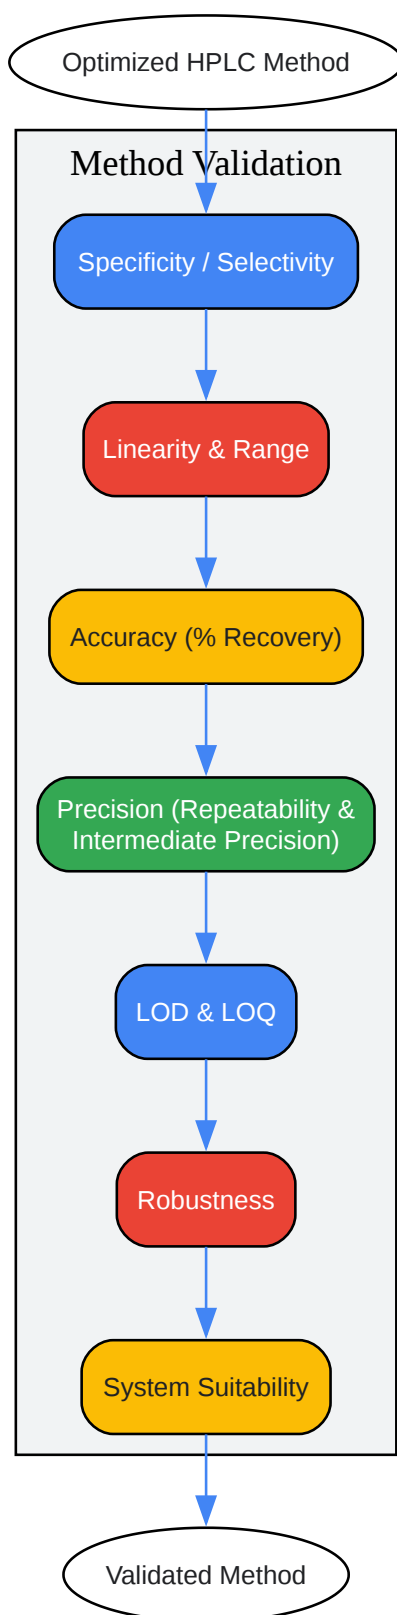 Optimized HPLC Method
Method Validation
Specificity / Selectivity
Linearity & Range
Accuracy (% Recovery)
Precision (Repeatability &
Intermediate Precision)
LOD & LOQ
Robustness
System Suitability
Validated Method